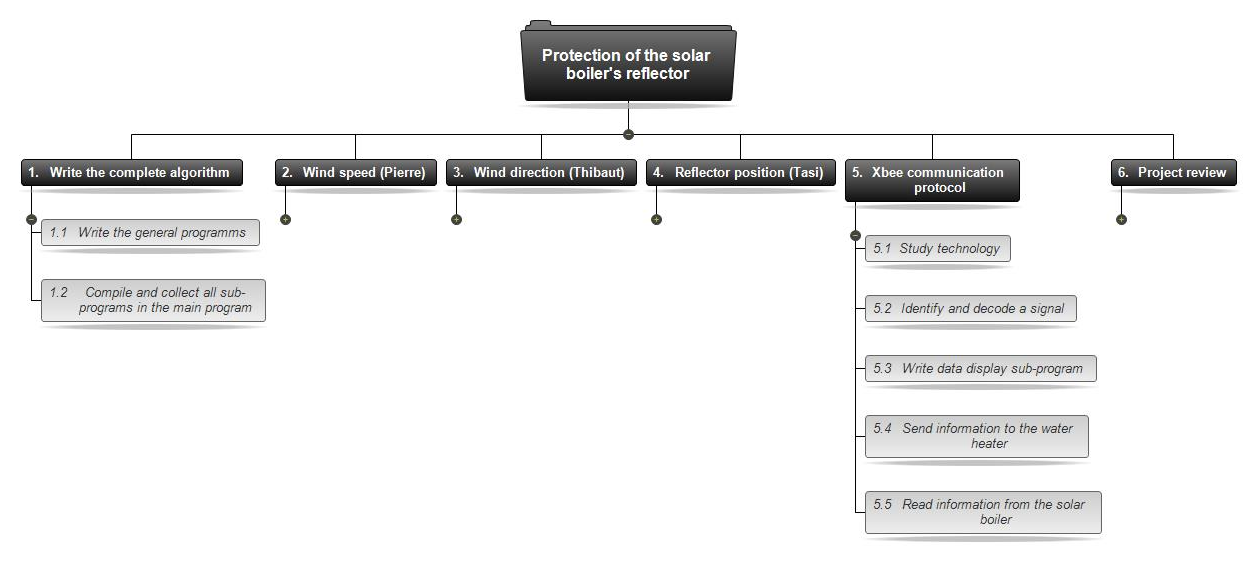 Protection of the solar
boiler's reflector
1. Write the complete algorithm
2. Wind speed (Pierre)
3. Wind direction (Thibaut)
4. Reflector position (Tasi)
5. Xbee communication
protocol
6. Project review
1.1 Write the general programms
1.2 Compile and collect all sub-
programs in the main program
5.1 Study technology
5.2 Identify and decode a signal
5.3 Write data display sub-program
5.4 Send information to the water
heater
5.5 Read information from the solar
boiler